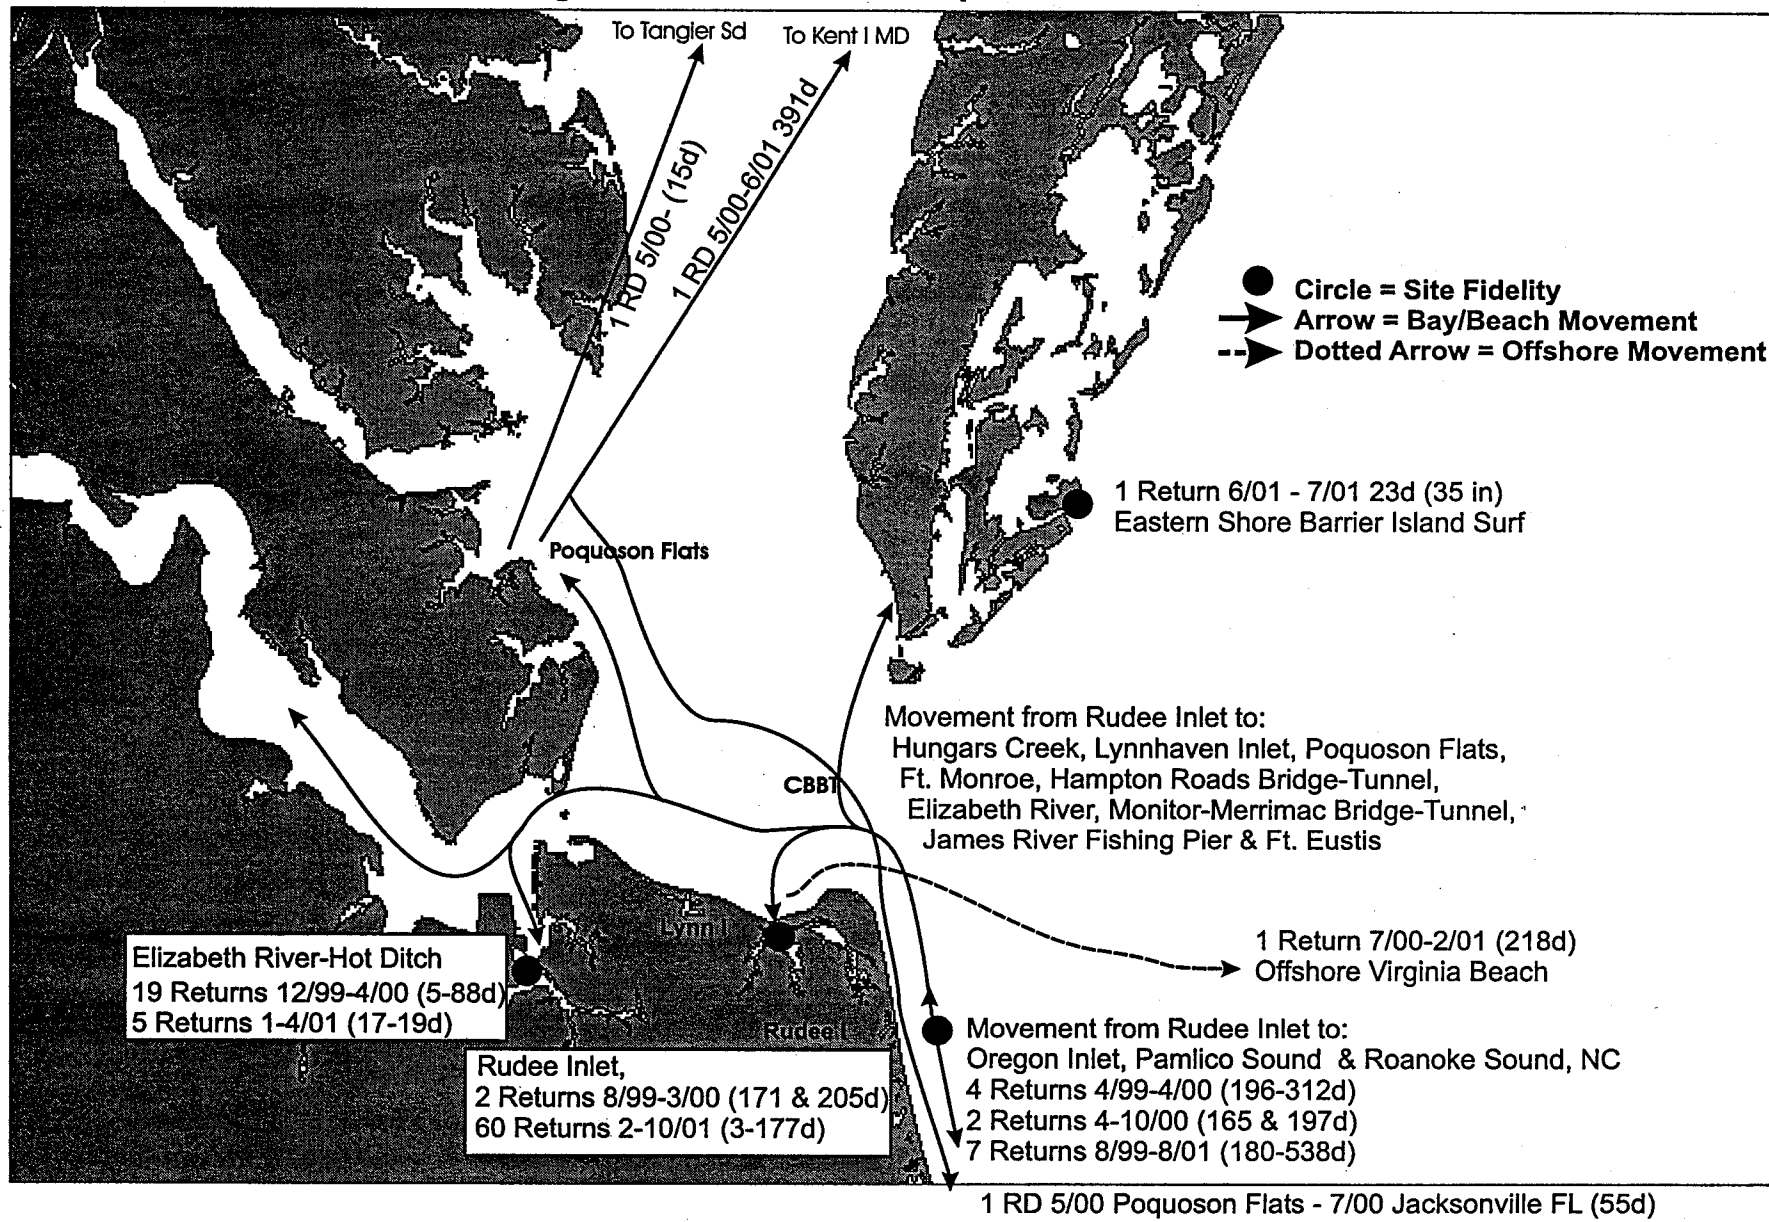 To Tangier Sd
To Kent I MD
1 RD 5/00- (15d)
1 RD 5/00-6/01 391d
Circle = Site Fidelity
Arrow = Bay/Beach Movement
Dotted Arrow = Offshore Movement
1 Return 6/01 - 7/01 23d (35 in)
Eastern Shore Barrier Island Surf
Poquoson Flats
Movement from Rudee Inlet to:
Hungars Creek, Lynnhaven Inlet, Poquoson Flats,
Ft. Monroe, Hampton Roads Bridge-Tunnel,
Elizabeth River, Monitor-Merrimac Bridge-Tunnel,
James River Fishing Pier & Ft. Eustis
CBBT
Lynn I
1 Return 7/00-2/01 (218d)
Offshore Virginia Beach
Elizabeth River-Hot Ditch
19 Returns 12/99-4/00 (5-88d)
5 Returns 1-4/01 (17-19d)
Rudee I
Rudee Inlet,
2 Returns 8/99-3/00 (171 & 205d)
60 Returns 2-10/01 (3-177d)
Movement from Rudee Inlet to:
Oregon Inlet, Pamlico Sound & Roanoke Sound, NC
4 Returns 4/99-4/00 (196-312d)
2 Returns 4-10/00 (165 & 197d)
7 Returns 8/99-8/01 (180-538d)
1 RD 5/00 Poquoson Flats - 7/00 Jacksonville FL (55d)